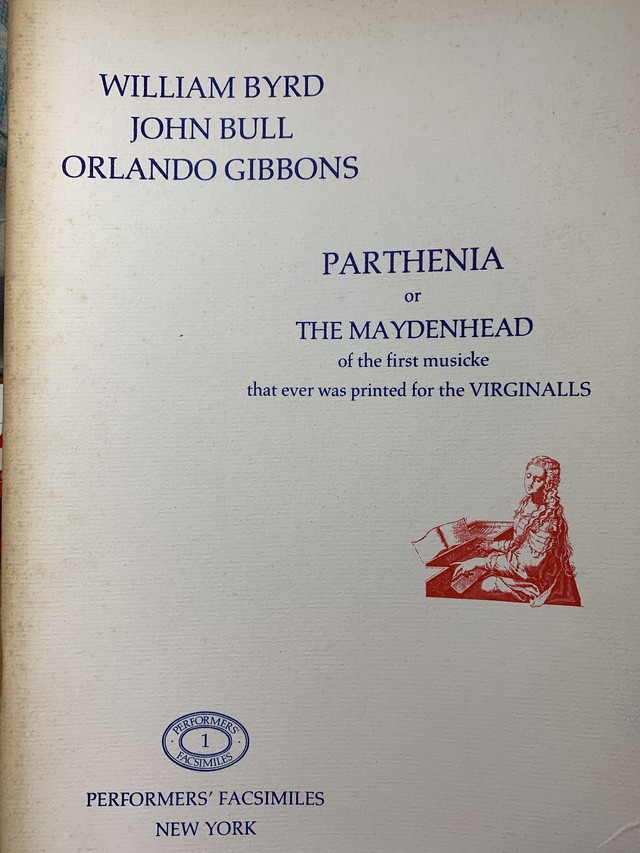 WILLIAM BYRD
JOHN BULL
ORLANDO GIBBONS
PARTHENIA
or
THE MAYDENHEAD
of the first musicke
that ever was printed for the VIRGINALLS
PERFORMERS'
1
FACSIMILES
PERFORMERS' FACSIMILES
NEW YORK